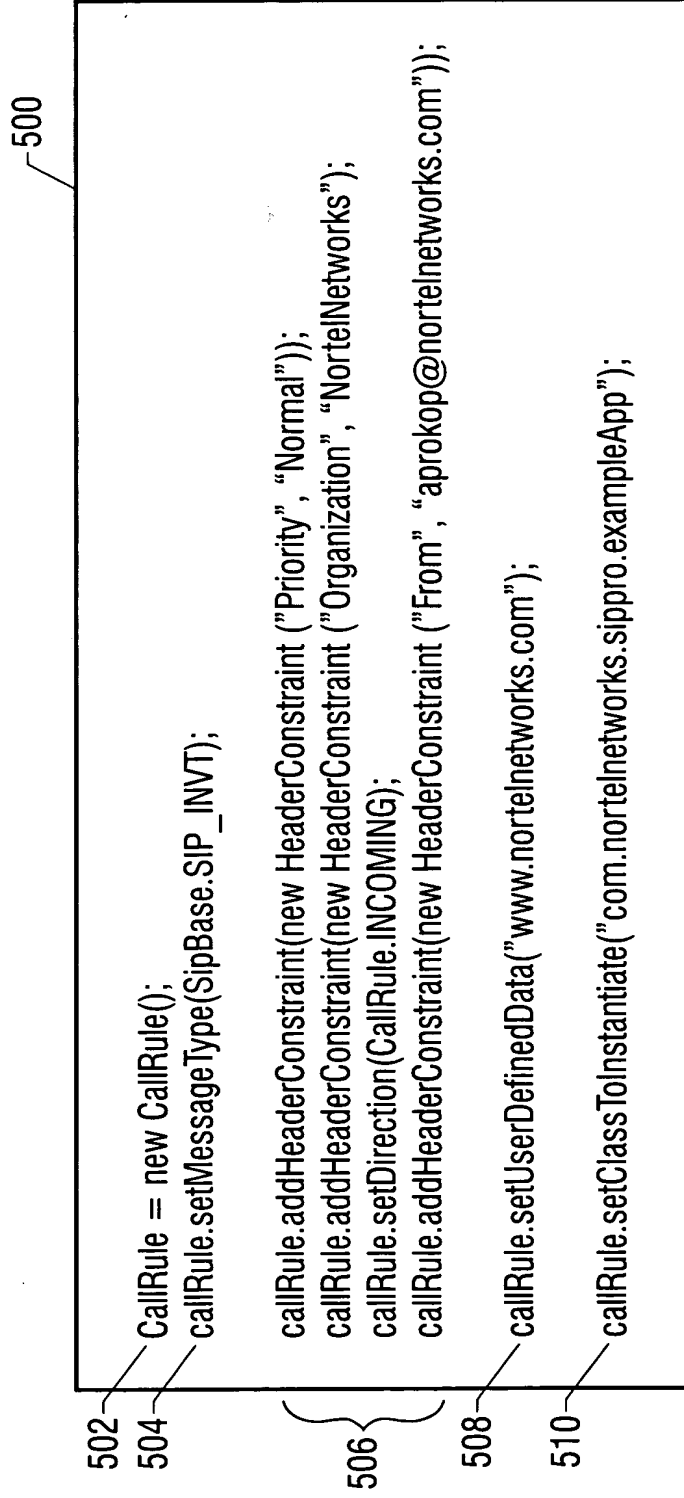 500
502 CallRule = new CallRule();
504 callRule.setMessageType(SipBase.SIP_INVT);
506
callRule.addHeaderConstraint(new HeaderConstraint (”Priority”, “Normal”));
callRule.addHeaderConstraint(new HeaderConstraint (”Organization”, “NortelNetworks”);
callRule.setDirection(CallRule.INCOMING);
callRule.addHeaderConstraint(new HeaderConstraint (”From”, “aprokop@nortelnetworks.com”));
508 callRule.setUserDefinedData(”www.nortelnetworks.com”);
510 callRule.setClassToInstantiate(”com.nortelnetworks.sippro.exampleApp”);